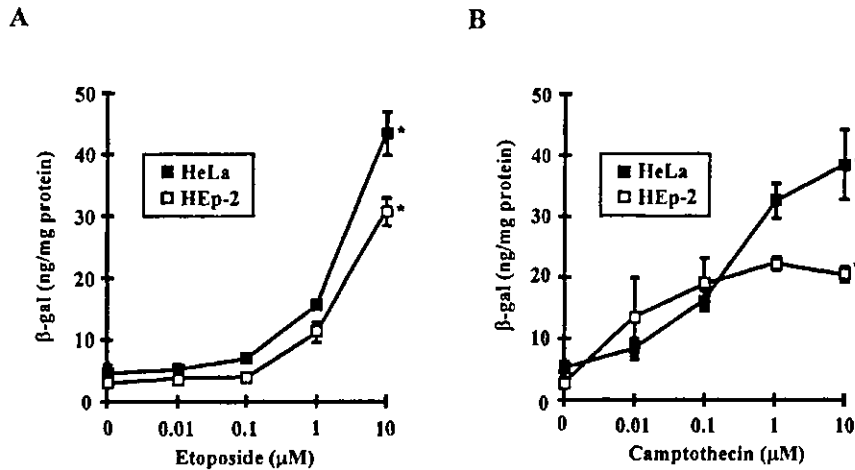 A
β-gal (ng/mg protein)
50
40
30
20
10
0
HeLa
HEp-2
*
*
0 0.01 0.1 1 10
Etoposide (μM)
B
β-gal (ng/mg protein)
50
40
30
20
10
0
HeLa
HEp-2
0 0.01 0.1 1 10
Camptothecin (μM)